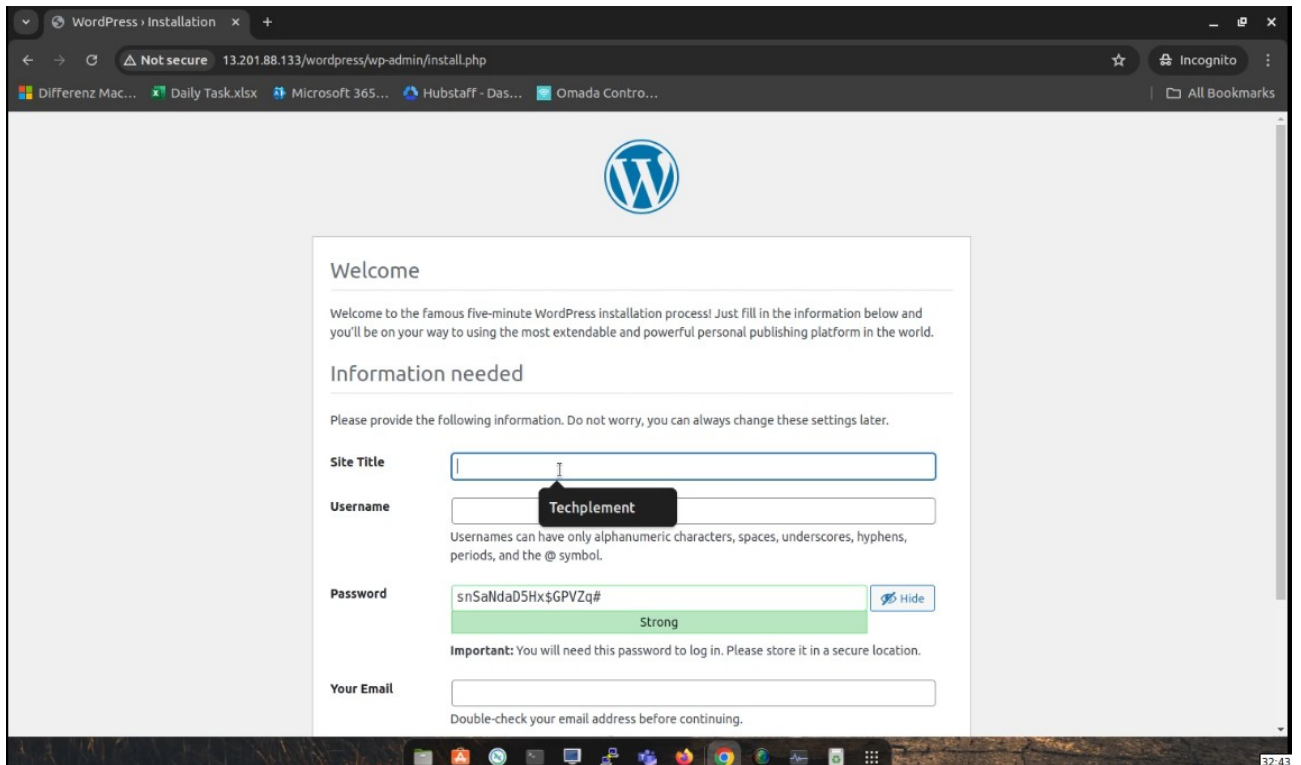 WordPress › Installation
Not secure 13.201.88.133/wordpress/wp-admin/install.php Incognito
Differenz Mac... Daily Task.xlsx Microsoft 365... Hubstaff - Das... Omada Contro... All Bookmarks
W
Welcome
Welcome to the famous five-minute WordPress installation process! Just fill in the information below and
you’ll be on your way to using the most extendable and powerful personal publishing platform in the world.
Information needed
Please provide the following information. Do not worry, you can always change these settings later.
Site Title
Techplement
Username
Usernames can have only alphanumeric characters, spaces, underscores, hyphens,
periods, and the @ symbol.
Password snSaNdaD5Hx$GPVZq# Hide
Strong
Important: You will need this password to log in. Please store it in a secure location.
Your Email
Double-check your email address before continuing.
32:43